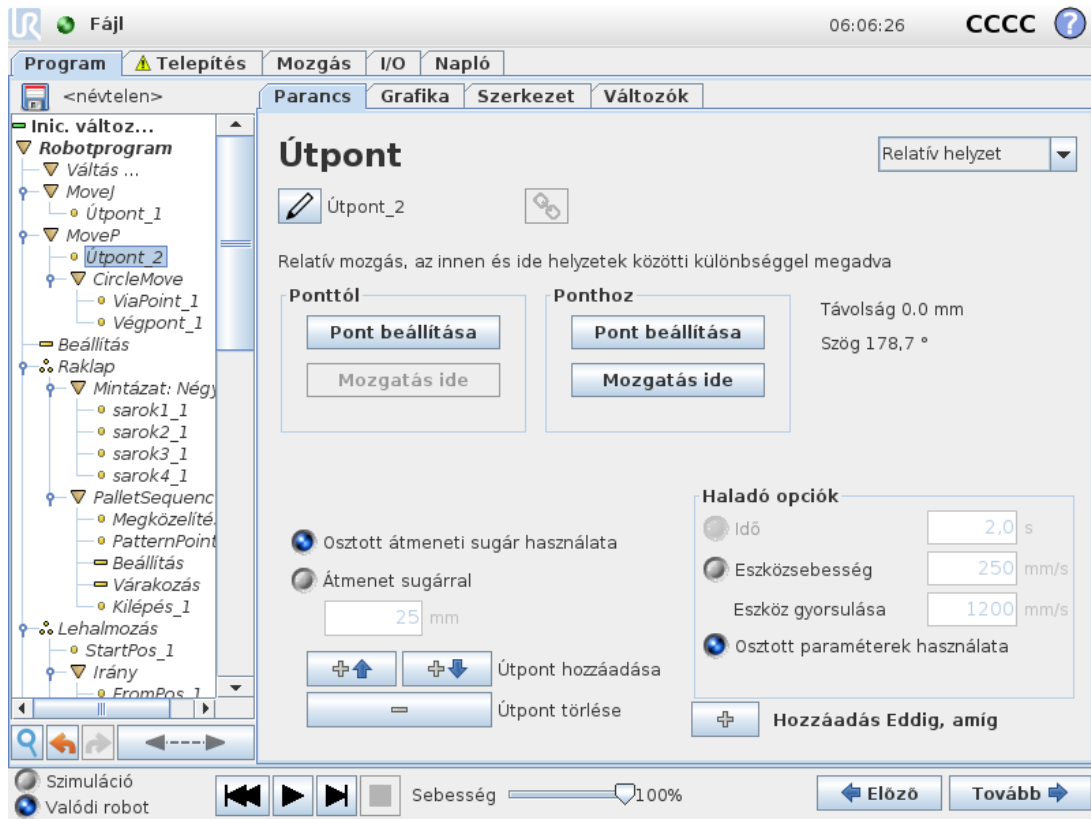 UR Fájl 06:06:26 CCCC ?
Program Telepítés Mozgás I/O Napló
<névtelen>
Parancs Grafika Szerkezet Változók
Inic. változ...
Robotprogram
Váltás ...
MoveJ
Útpont_1
MoveP
Útpont_2
CircleMove
ViaPoint_1
Végpont_1
Beállítás
Raklap
Mintázat: Négy
sarok1_1
sarok2_1
sarok3_1
sarok4_1
PalletSequenc
Megközelíté
PatternPoint
Beállítás
Várakozás
Kilépés_1
Lehalmozás
StartPos_1
Irány
FromPos_1
Útpont
Relatív helyzet
Útpont_2
Relatív mozgás, az innen és ide helyzetek közötti különbséggel megadva
Ponttól
Pont beállítása
Mozgatás ide
Ponthoz
Pont beállítása
Mozgatás ide
Távolság 0.0 mm
Szög 178,7 °
Osztott átmeneti sugár használata
Átmenet sugárral
25 mm
Útpont hozzáadása
Útpont törlése
Haladó opciók
Idő 2,0 s
Eszközsebesség 250 mm/s
Eszköz gyorsulása 1200 mm/s
Osztott paraméterek használata
Hozzáadás Eddig, amíg
Szimuláció
Valódi robot
Sebesség 100%
Előző Tovább